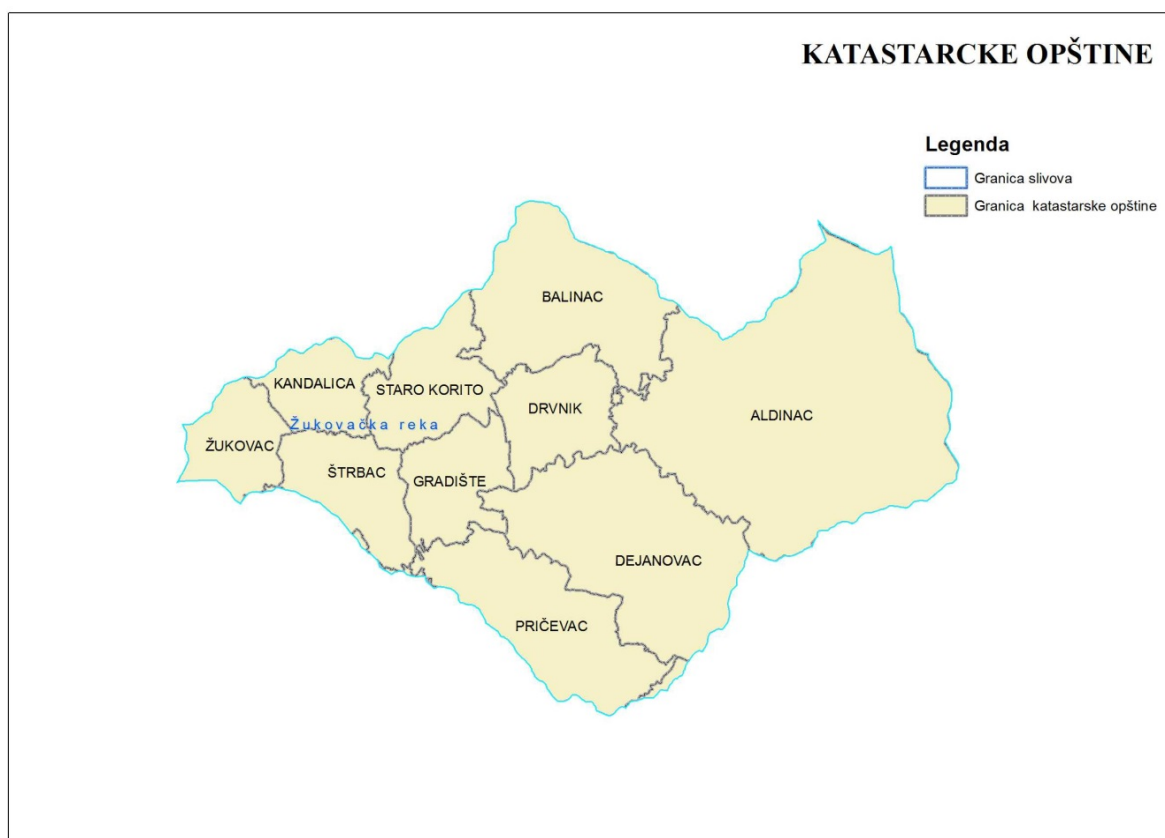 KATASTARCKE OPŠTINE
Legenda
Granica slivova
Granica katastarske opštine
BALINAC
KANDALICA
STARO KORITO
DRVNIK
ALDINAC
Žukovačka reka
ŽUKOVAC
ŠTRBAC
GRADIŠTE
DEJANOVAC
PRIČEVAC